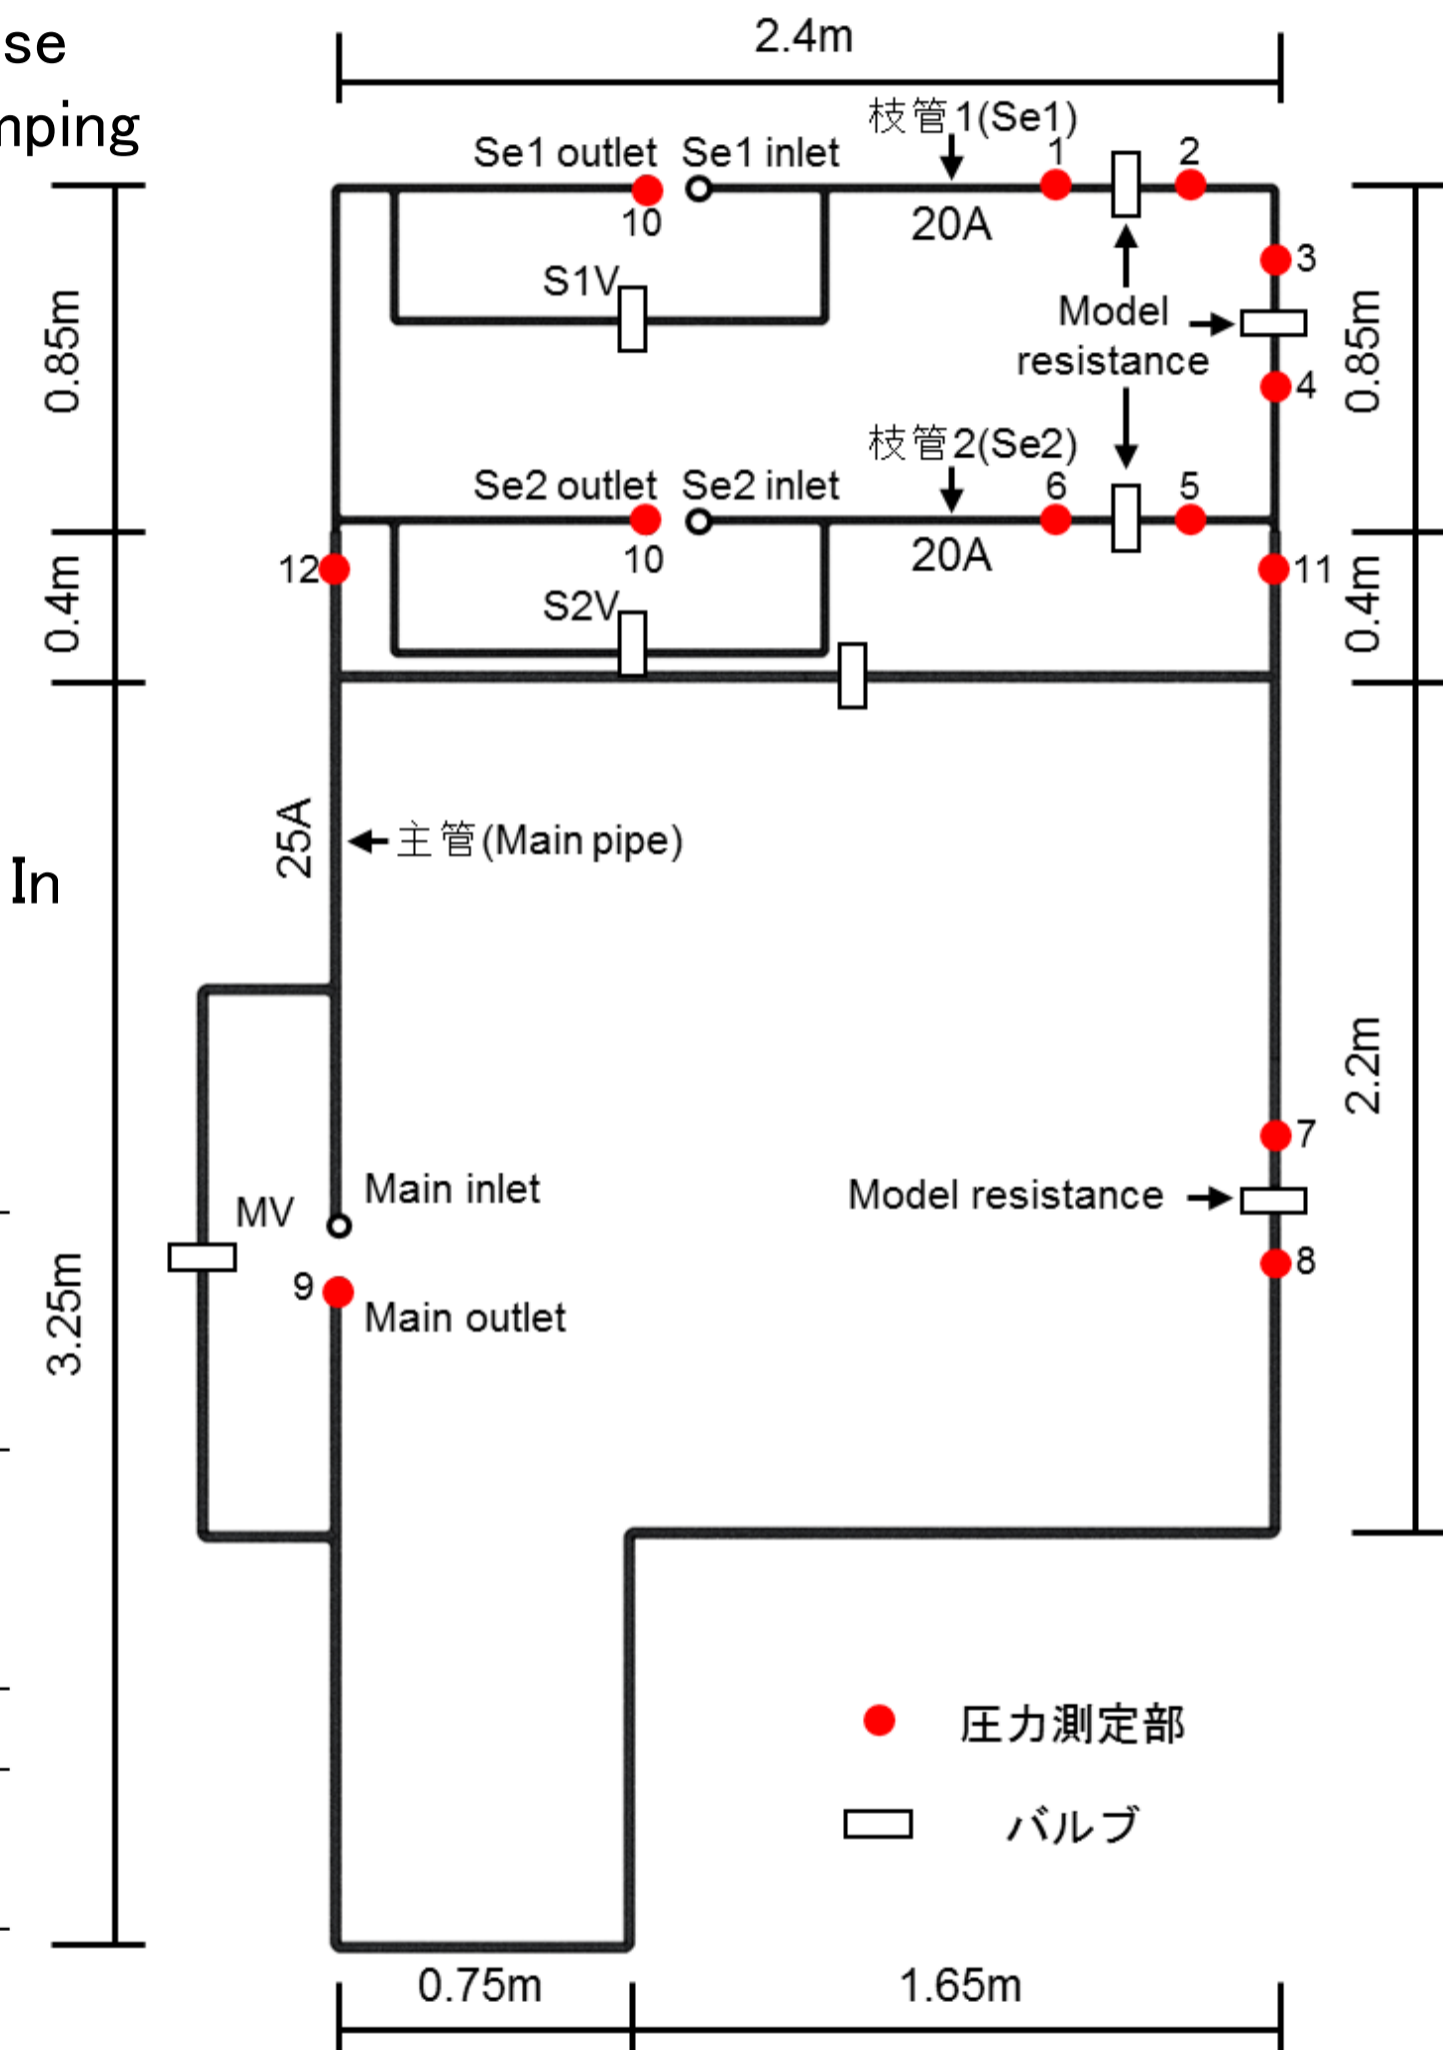 se
mping
2.4m
枝管1(Se1)
Se1 outlet
Se1 inlet
1
2
10
20A
3
S1V
Model
resistance
0.85m
0.85m
4
枝管2(Se2)
Se2 outlet
Se2 inlet
6
5
10
20A
12
11
0.4m
0.4m
S2V
25A
主管(Main pipe)
In
2.2m
7
Main inlet
MV
Model resistance
8
9
Main outlet
3.25m
圧力測定部
バルブ
0.75m
1.65m